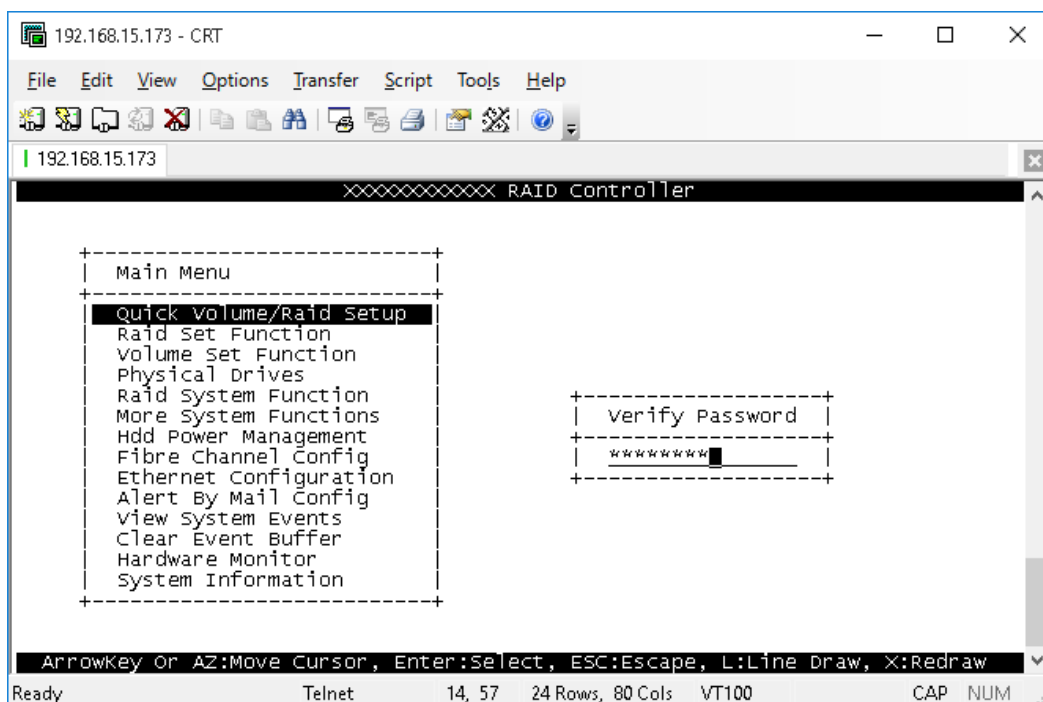 192.168.15.173 - CRT
File Edit View Options Transfer Script Tools Help
192.168.15.173
XXXXXXXXXXXX RAID Controller
Main Menu
Quick Volume/Raid Setup
Raid Set Function
Volume Set Function
Physical Drives
Raid System Function
More System Functions
Hdd Power Management
Fibre Channel Config
Ethernet Configuration
Alert By Mail Config
View System Events
Clear Event Buffer
Hardware Monitor
System Information
Verify Password
********
ArrowKey Or AZ:Move Cursor, Enter:Select, ESC:Escape, L:Line Draw, X:Redraw
Ready Telnet 14, 57 24 Rows, 80 Cols VT100 CAP NUM